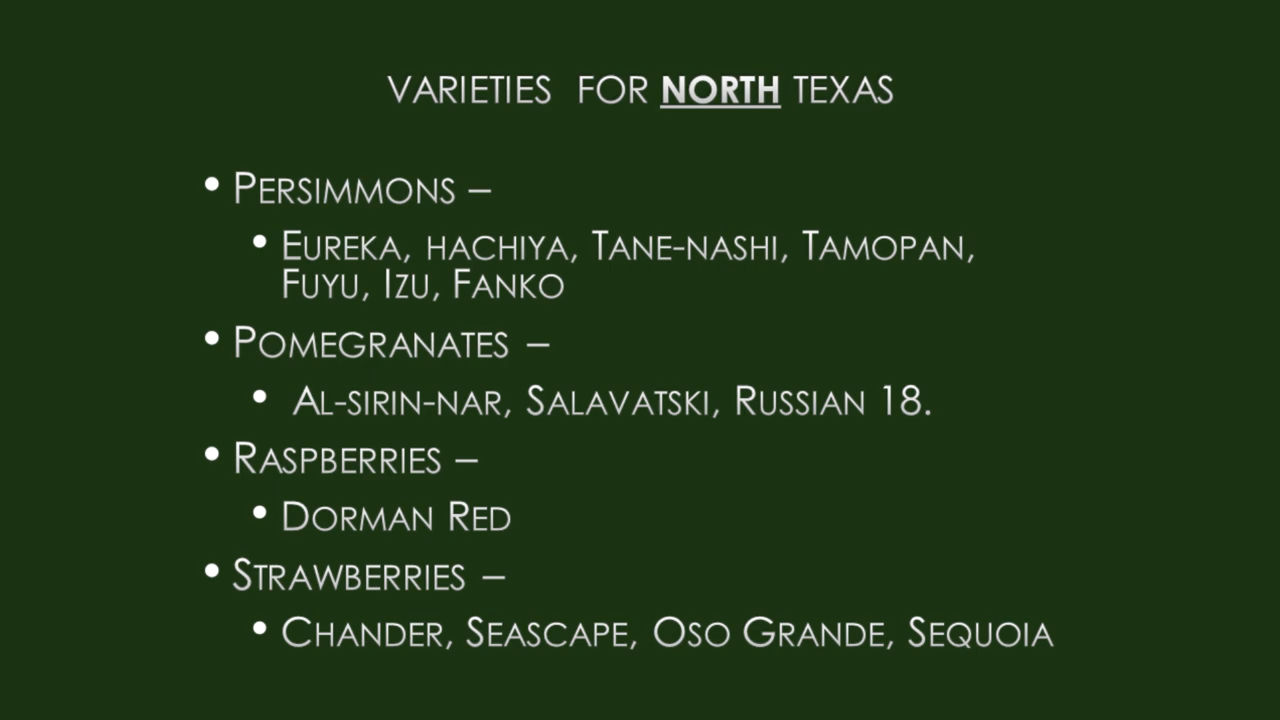 VARIETIES FOR NORTH TEXAS
• PERSIMMONS –
• EUREKA, HACHIYA, TANE-NASHI, TAMOPAN,
FUYU, IZU, FANKO
• POMEGRANATES –
• AL-SIRIN-NAR, SALAVATSKI, RUSSIAN 18.
• RASPBERRIES –
• DORMAN RED
• STRAWBERRIES –
• CHANDER, SEASCAPE, OSO GRANDE, SEQUOIA